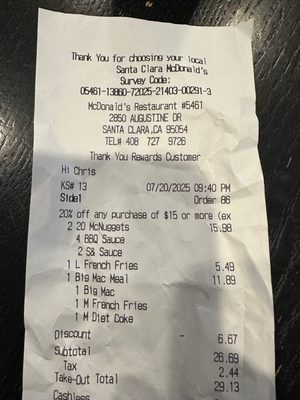 Thank You for choosing your local
Santa Clara McDonald's
Survey Code:
05461-13860-72025-21403-00291-3
McDonald's Restaurant #5461
2850 AUGUSTINE DR
SANTA CLARA,CA 95054
TEL# 408 727 9726
Thank You Rewards Customer
Hi Chris
KS# 13 07/20/2025 09:40 PM
Side1 Order 86
20% off any purchase of $15 or more (ex
2 20 McNuggets 15.98
4 BBQ Sauce
2 S&S Sauce
1 L French Fries 5.49
1 Big Mac Meal 11.89
1 Big Mac
1 M French Fries
1 M Diet Coke
Discount - 6.67
Subtotal 26.69
Tax 2.44
Take-Out Total 29.13
Cashless